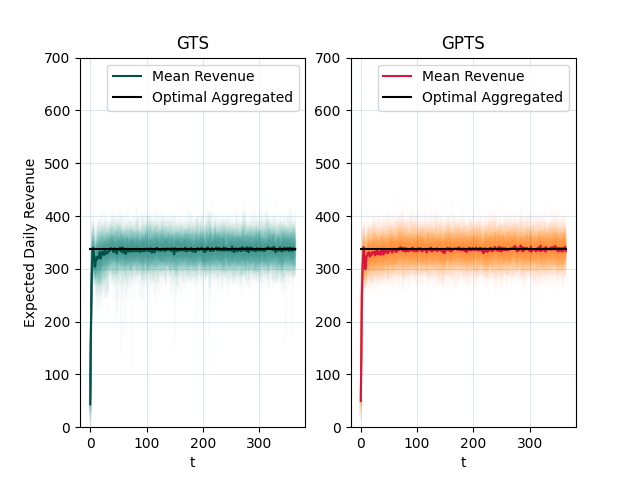 GTS
GPTS
Mean Revenue
Optimal Aggregated
Mean Revenue
Optimal Aggregated
Expected Daily Revenue
700
600
500
400
300
200
100
0
0 100 200 300
t
700
600
500
400
300
200
100
0
0 100 200 300
t